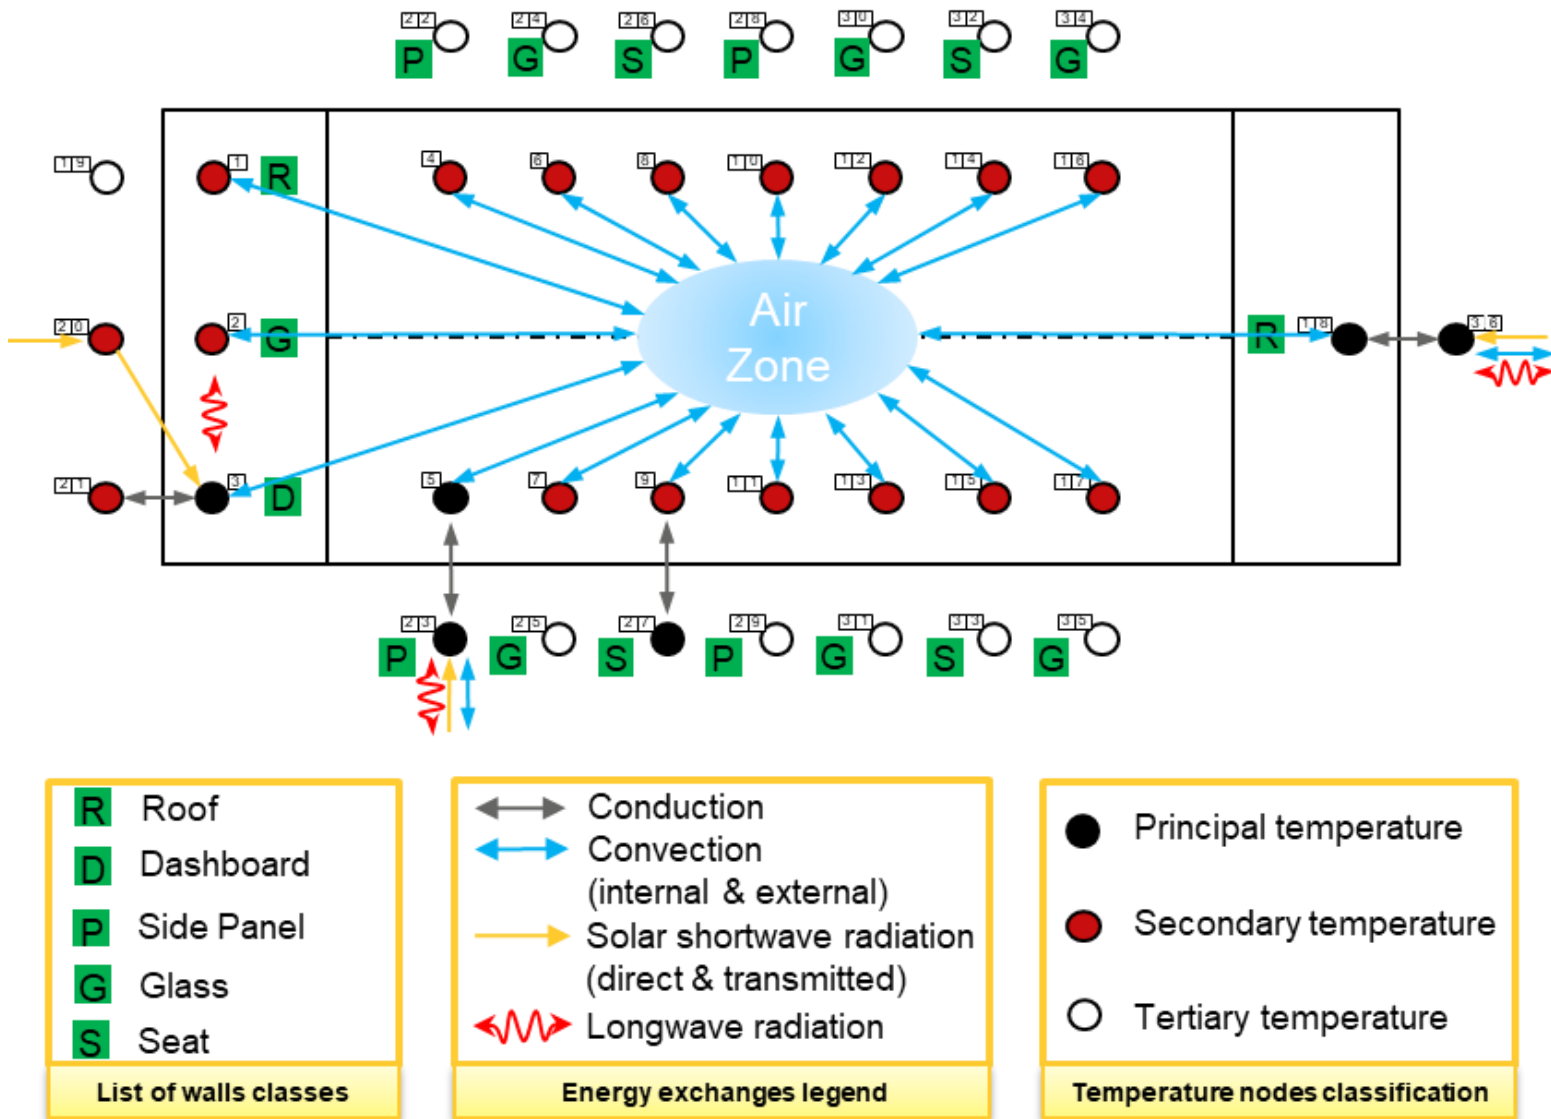 22 24 26 28 30 32 34
P G S P G S G
19 1 R 4 6 8 10 12 14 16
Air
Zone
20 2 G R 18 36
21 3 D 5 7 9 11 13 15 17
23 25 27 29 31 33 35
P G S P G S G
R Roof
D Dashboard
P Side Panel
G Glass
S Seat
List of walls classes
Conduction
Convection
(internal & external)
Solar shortwave radiation
(direct & transmitted)
Longwave radiation
Energy exchanges legend
Principal temperature
Secondary temperature
Tertiary temperature
Temperature nodes classification